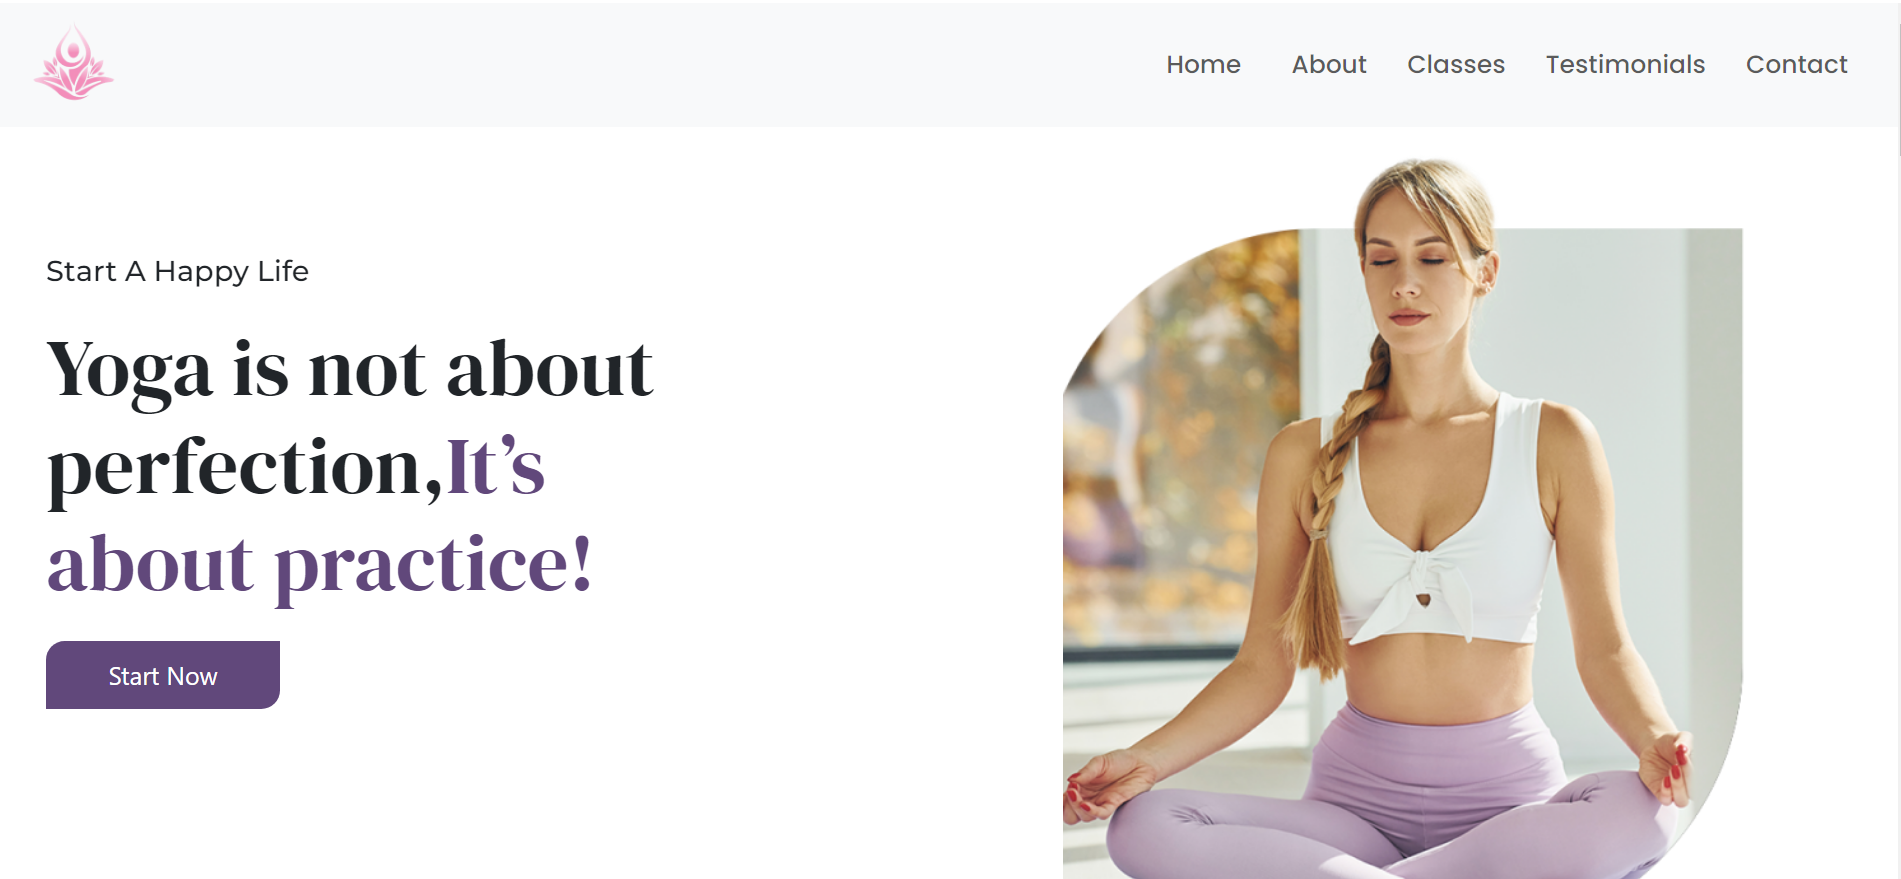 Home About Classes Testimonials Contact
Start A Happy Life
Yoga is not about
perfection,It’s
about practice!
Start Now